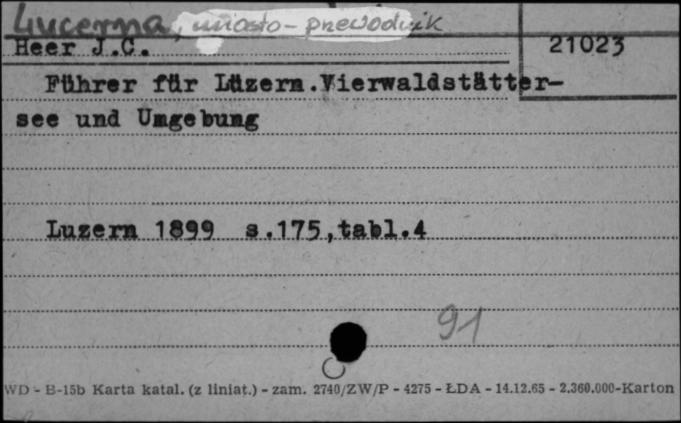 Lucerna, miasto - przewodnik
Heer J.C. 21023
Führer für Lüzern.Vierwaldstätter-
see und Umgebung
Luzern 1899 s.175,tabl.4
91
WD - B-15b Karta katal. (z liniat.) - zam. 2740/ZW/P - 4275 - ŁDA - 14.12.65 - 2.360.000-Karton